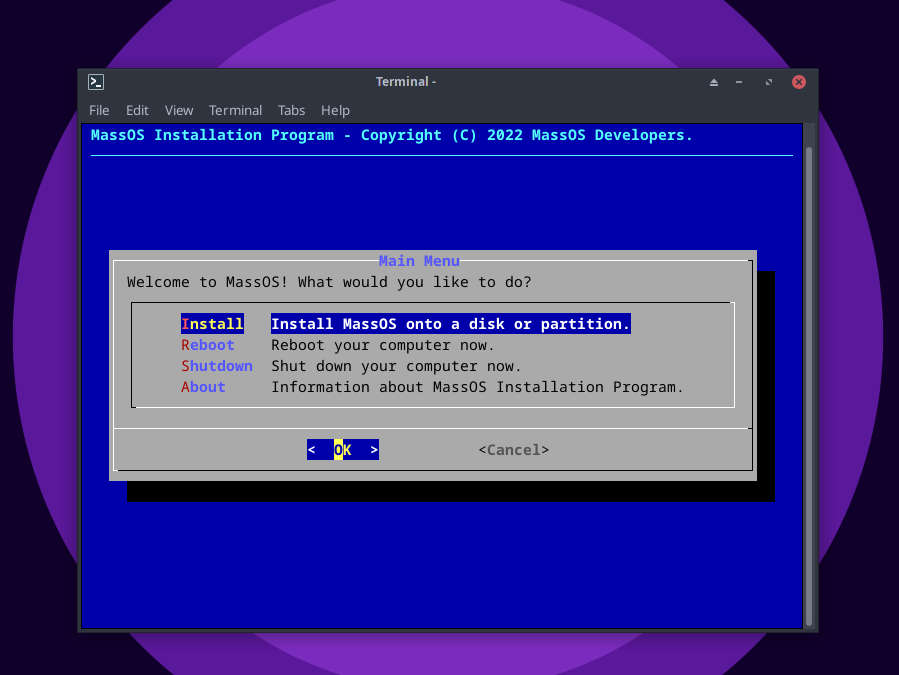 Terminal -
File Edit View Terminal Tabs Help
MassOS Installation Program - Copyright (C) 2022 MassOS Developers.
Main Menu
Welcome to MassOS! What would you like to do?
Install Install MassOS onto a disk or partition.
Reboot Reboot your computer now.
Shutdown Shut down your computer now.
About Information about MassOS Installation Program.
< OK > <Cancel>